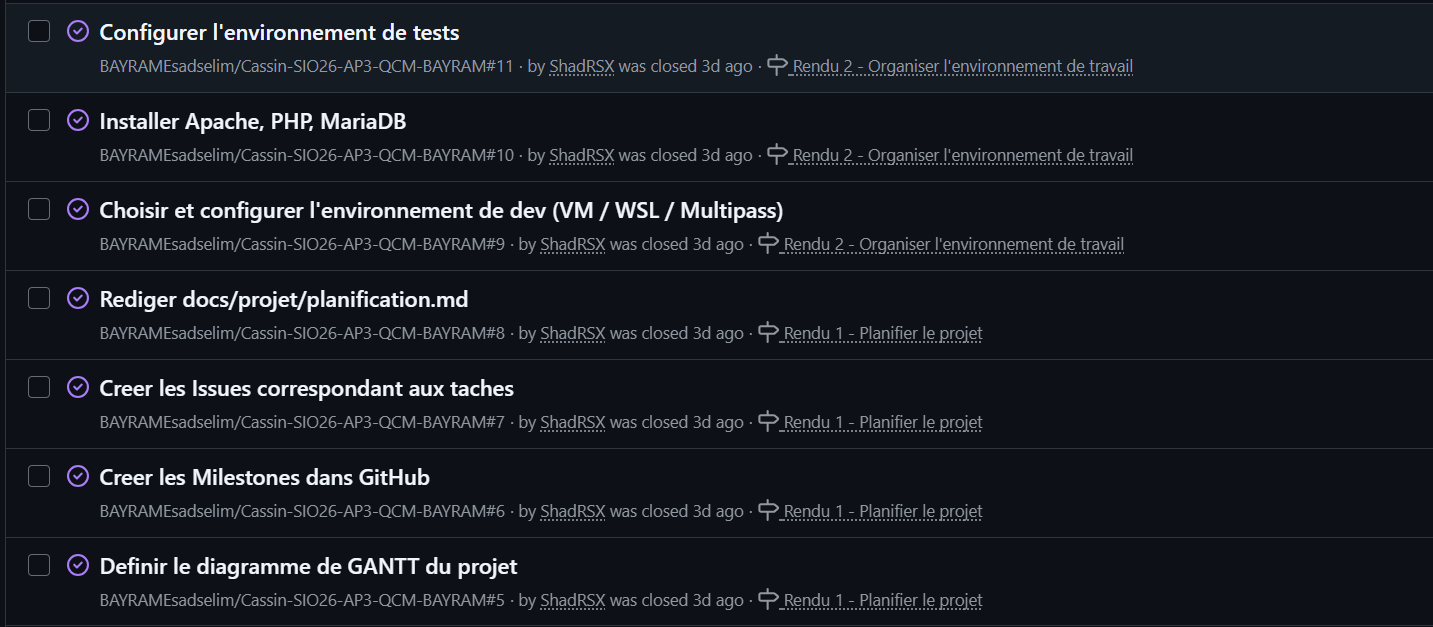 Configurer l'environnement de tests
BAYRAMEsadselim/Cassin-SIO26-AP3-QCM-BAYRAM#11 · by ShadRSX was closed 3d ago · Rendu 2 - Organiser l'environnement de travail
Installer Apache, PHP, MariaDB
BAYRAMEsadselim/Cassin-SIO26-AP3-QCM-BAYRAM#10 · by ShadRSX was closed 3d ago · Rendu 2 - Organiser l'environnement de travail
Choisir et configurer l'environnement de dev (VM / WSL / Multipass)
BAYRAMEsadselim/Cassin-SIO26-AP3-QCM-BAYRAM#9 · by ShadRSX was closed 3d ago · Rendu 2 - Organiser l'environnement de travail
Rediger docs/projet/planification.md
BAYRAMEsadselim/Cassin-SIO26-AP3-QCM-BAYRAM#8 · by ShadRSX was closed 3d ago · Rendu 1 - Planifier le projet
Creer les Issues correspondant aux taches
BAYRAMEsadselim/Cassin-SIO26-AP3-QCM-BAYRAM#7 · by ShadRSX was closed 3d ago · Rendu 1 - Planifier le projet
Creer les Milestones dans GitHub
BAYRAMEsadselim/Cassin-SIO26-AP3-QCM-BAYRAM#6 · by ShadRSX was closed 3d ago · Rendu 1 - Planifier le projet
Definir le diagramme de GANTT du projet
BAYRAMEsadselim/Cassin-SIO26-AP3-QCM-BAYRAM#5 · by ShadRSX was closed 3d ago · Rendu 1 - Planifier le projet